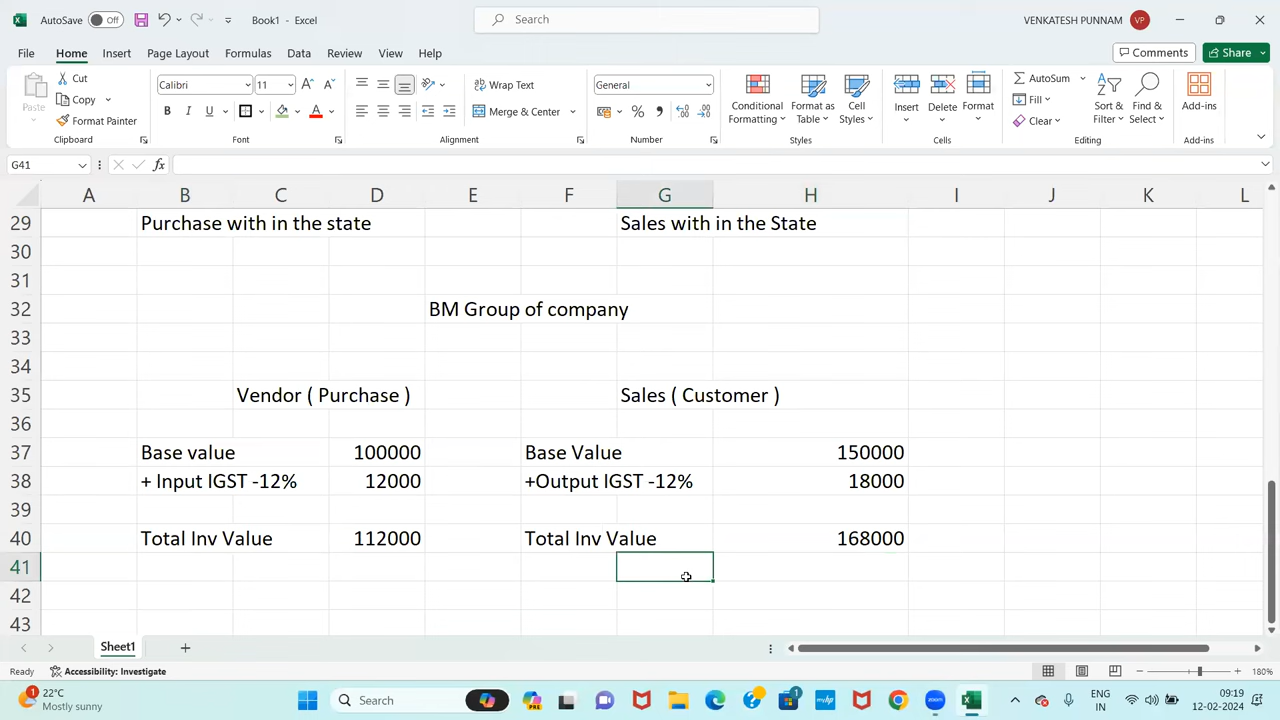 AutoSave Off Book1 - Excel Search VENKATESH PUNNAM VP
File Home Insert Page Layout Formulas Data Review View Help Comments Share
Paste Cut Copy Format Painter Clipboard
Calibri 11 A A B I U A Font
Wrap Text Merge & Center Alignment
General % , Number
Conditional Formatting Format as Table Cell Styles Styles
Insert Delete Format Cells
AutoSum Fill Clear Sort & Filter Find & Select Editing
Add-ins Add-ins
G41 fx
A B C D E F G H I J K L
29 Purchase with in the state Sales with in the State
30
31
32 BM Group of company
33
34
35 Vendor ( Purchase ) Sales ( Customer )
36
37 Base value 100000 Base Value 150000
38 + Input IGST -12% 12000 +Output IGST -12% 18000
39
40 Total Inv Value 112000 Total Inv Value 168000
41
42
43
Sheet1
Ready Accessibility: Investigate 180%
1 22°C Mostly sunny Search 1 ENG IN 09:19 12-02-2024